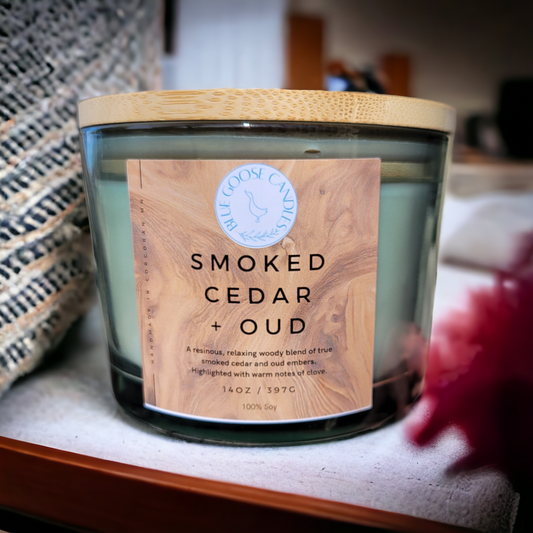 BLUE GOOSE CANDLES
SMOKED
CEDAR
+ OUD
A resinous, relaxing woody blend of true
smoked cedar and oud embers.
Highlighted with warm notes of clove.
14OZ / 397G
100% Soy